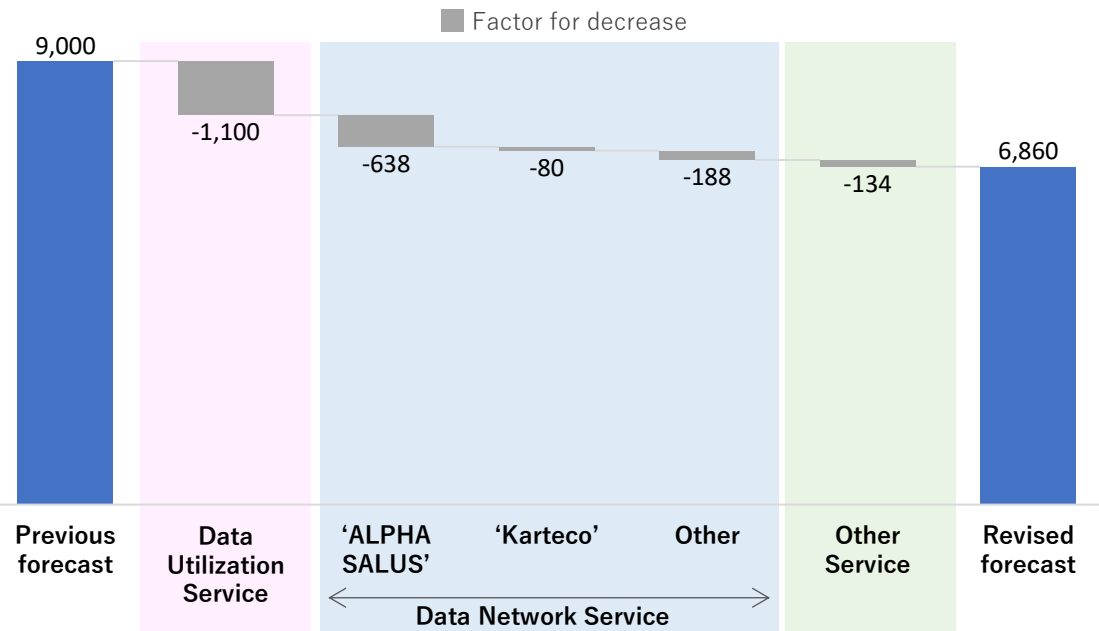 Factor for decrease
9,000
-1,100
-638
-80
-188
-134
6,860
Previous
forecast
Data
Utilization
Service
‘ALPHA
SALUS’
‘Karteco’
Other
Other
Service
Revised
forecast
Data Network Service